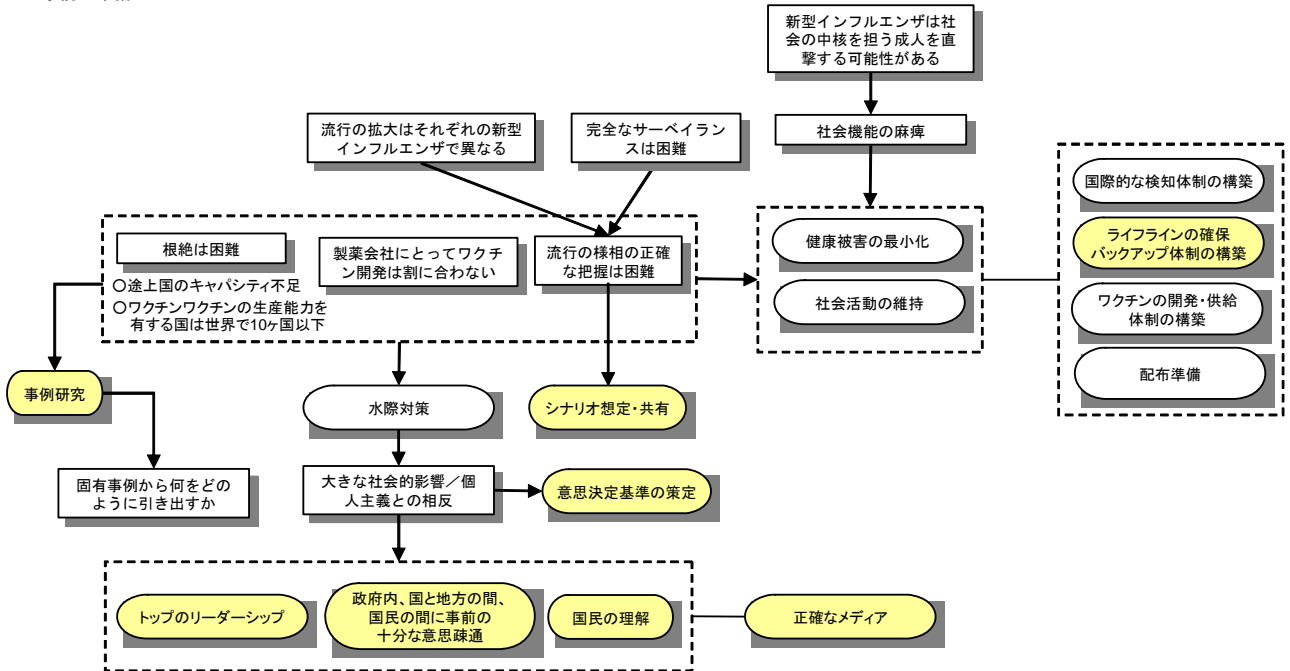 新型インフルエンザは社
会の中核を担う成人を直
撃する可能性がある
流行の拡大はそれぞれの新型
インフルエンザで異なる
完全なサーベイラン
スは困難
社会機能の麻痺
国際的な検知体制の構築
ライフラインの確保
バックアップ体制の構築
ワクチンの開発・供給
体制の構築
配布準備
健康被害の最小化
社会活動の維持
根絶は困難
○途上国のキャパシティ不足
○ワクチンワクチンの生産能力を
有する国は世界で10ヶ国以下
製薬会社にとってワクチ
ン開発は割に合わない
流行の様相の正確
な把握は困難
事例研究
水際対策
シナリオ想定・共有
固有事例から何をどの
ように引き出すか
大きな社会的影響／個
人主義との相反
意思決定基準の策定
トップのリーダーシップ
政府内、国と地方の間、
国民の間に事前の
十分な意思疎通
国民の理解
正確なメディア